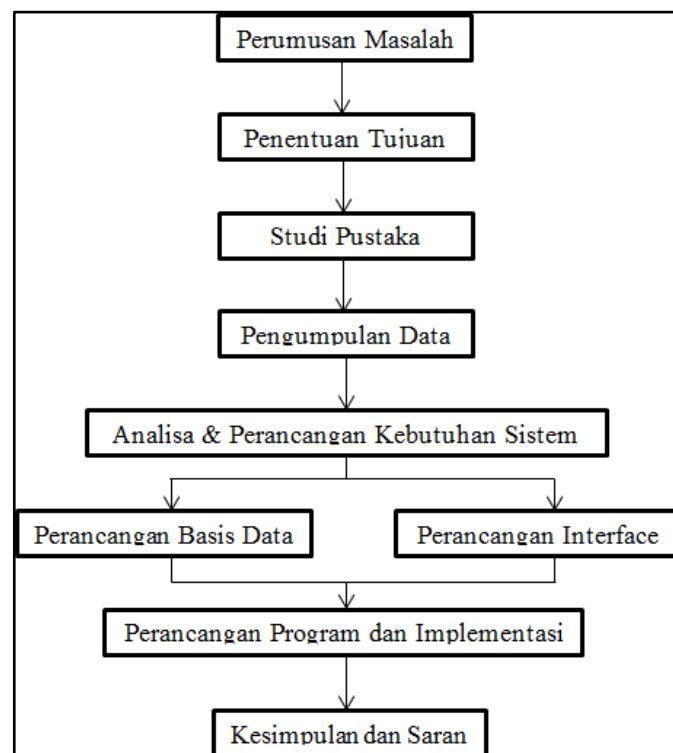 Perumusan Masalah
Penentuan Tujuan
Studi Pustaka
Pengumpulan Data
Analisa & Perancangan Kebutuhan Sistem
Perancangan Basis Data
Perancangan Interface
Perancangan Program dan Implementasi
Kesimpulan dan Saran